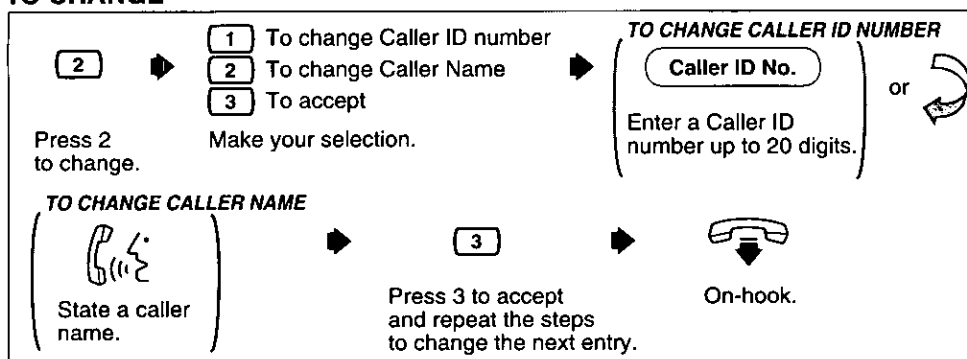 TO CHANGE
2
1 To change Caller ID number
2 To change Caller Name
3 To accept
Press 2
to change.
Make your selection.
TO CHANGE CALLER ID NUMBER
Caller ID No.
Enter a Caller ID
number up to 20 digits.
or
TO CHANGE CALLER NAME
State a caller
name.
3
Press 3 to accept
and repeat the steps
to change the next entry.
On-hook.